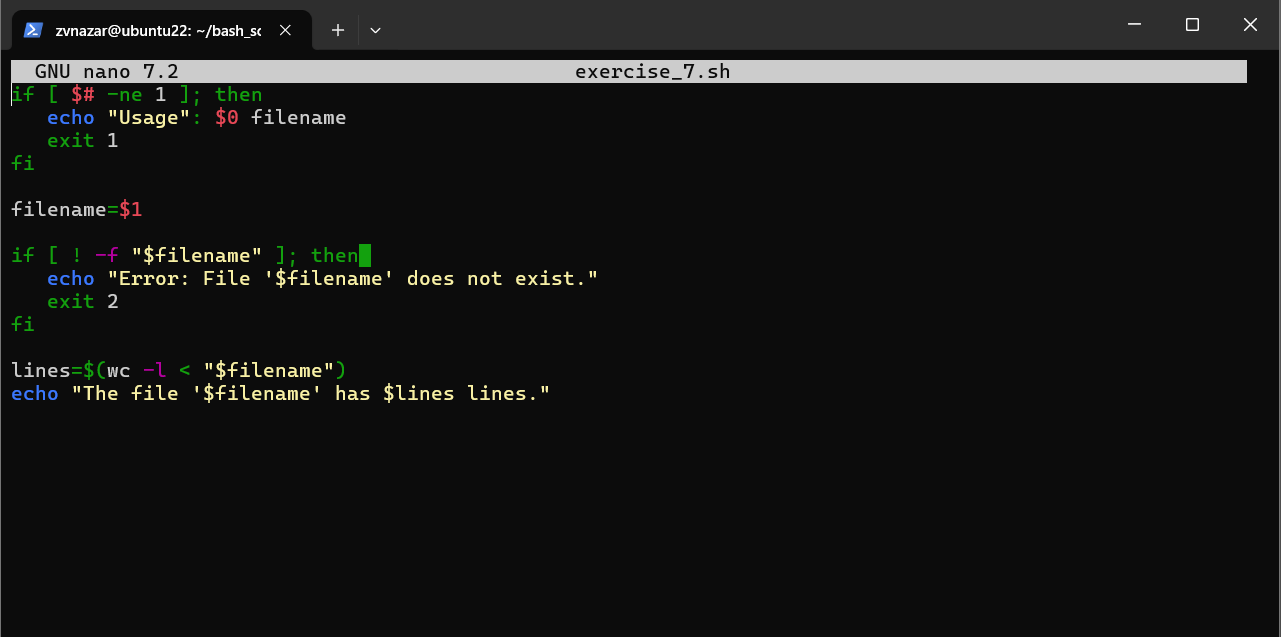 zvnazar@ubuntu22: ~/bash_sc
GNU nano 7.2 exercise_7.sh
if [ $# -ne 1 ]; then
   echo "Usage": $0 filename
   exit 1
fi

filename=$1

if [ ! -f "$filename" ]; then
   echo "Error: File '$filename' does not exist."
   exit 2
fi

lines=$(wc -l < "$filename")
echo "The file '$filename' has $lines lines."